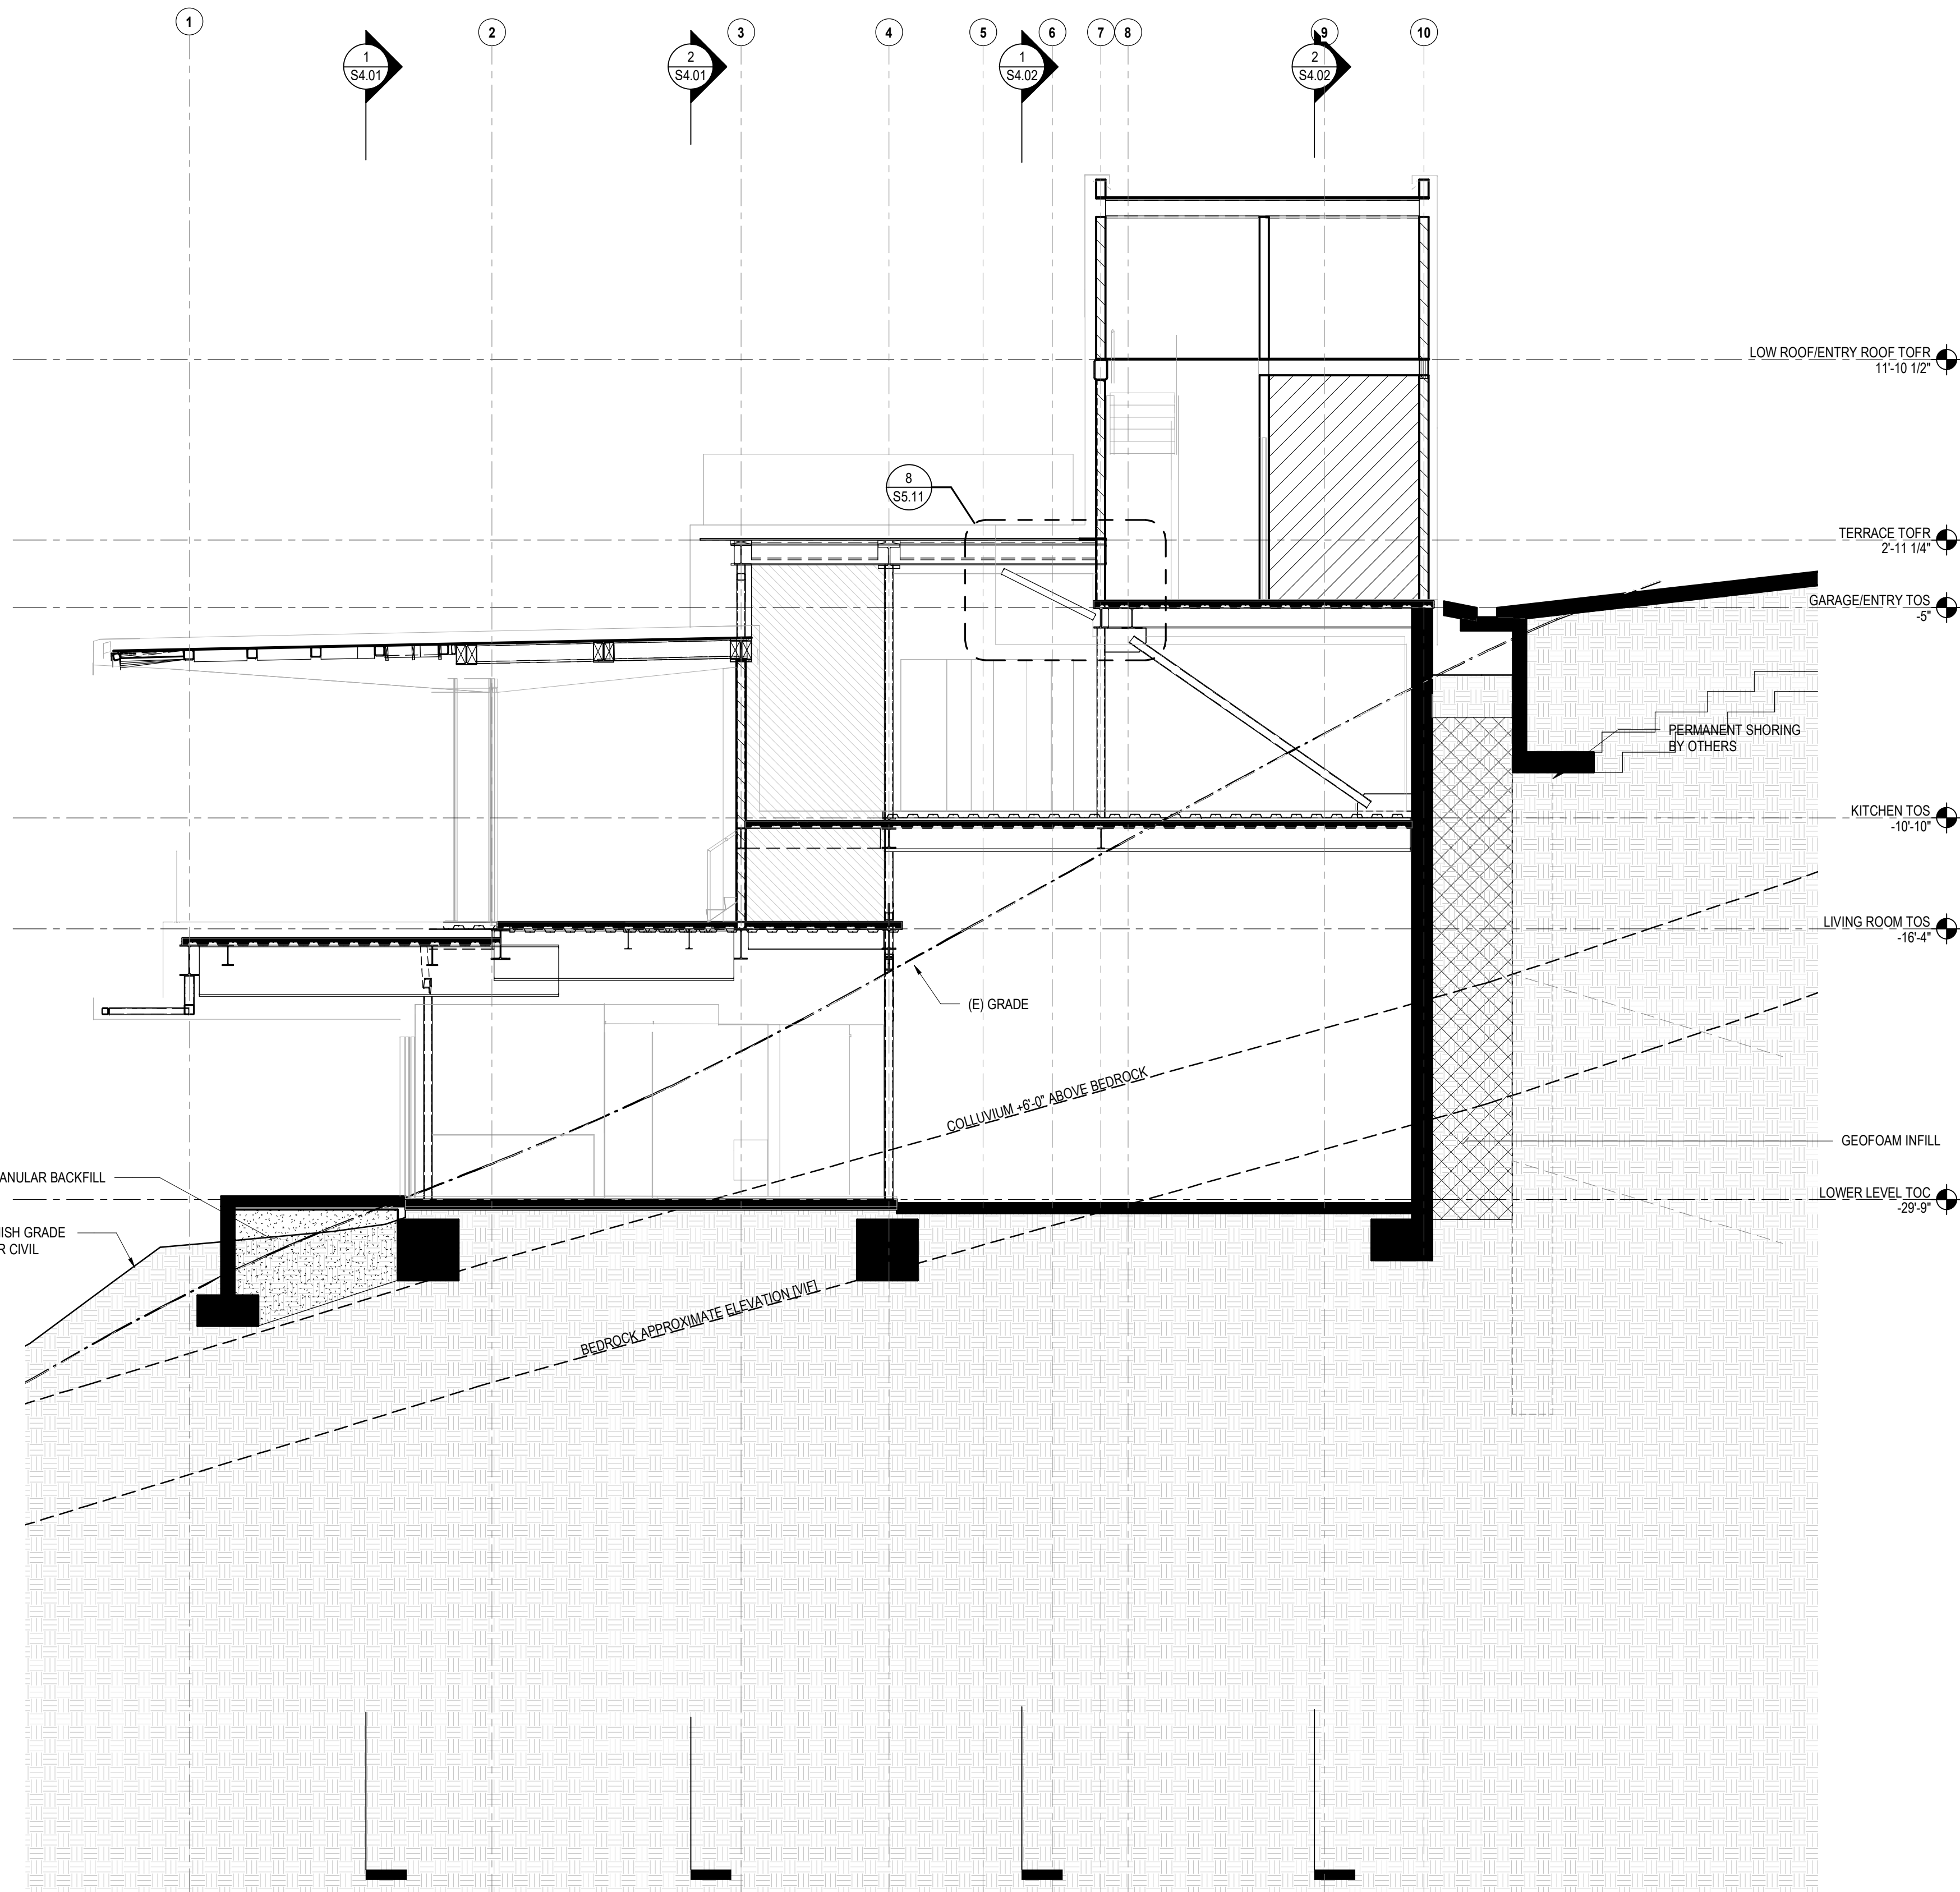 1
2
3
4
5
6
7
8
9
10
1
S4.01
2
S4.01
1
S4.02
2
S4.02
LOW ROOF/ENTRY ROOF TOFR
11'-10 1/2"
8
S5.11
TERRACE TOFR
2'-11 1/4"
GARAGE/ENTRY TOS
-5"
PERMANENT SHORING
BY OTHERS
KITCHEN TOS
-10'-10"
LIVING ROOM TOS
-16'-4"
(E) GRADE
COLLUVIUM +6'-0" ABOVE BEDROCK
GEOFOAM INFILL
ANULAR BACKFILL
LOWER LEVEL TOC
-29'-9"
ISH GRADE
R CIVIL
BEDROCK APPROXIMATE ELEVATION [VIF]